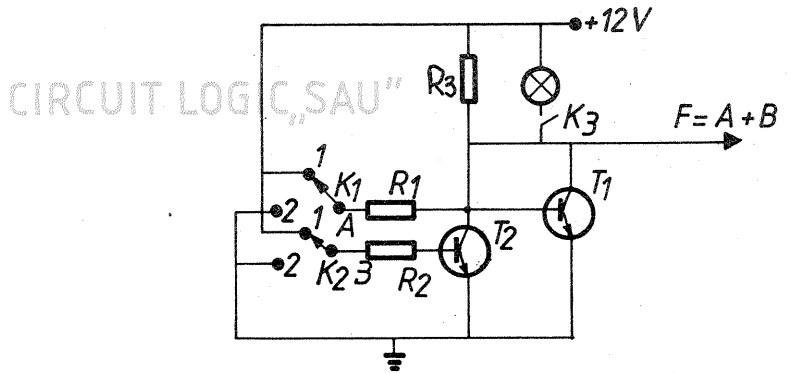 +12V
R3
CIRCUIT LOGIC „SAU”
K3
F=A+B
1
K1
R1
T1
2
1
A
T2
K2 3
2
R2